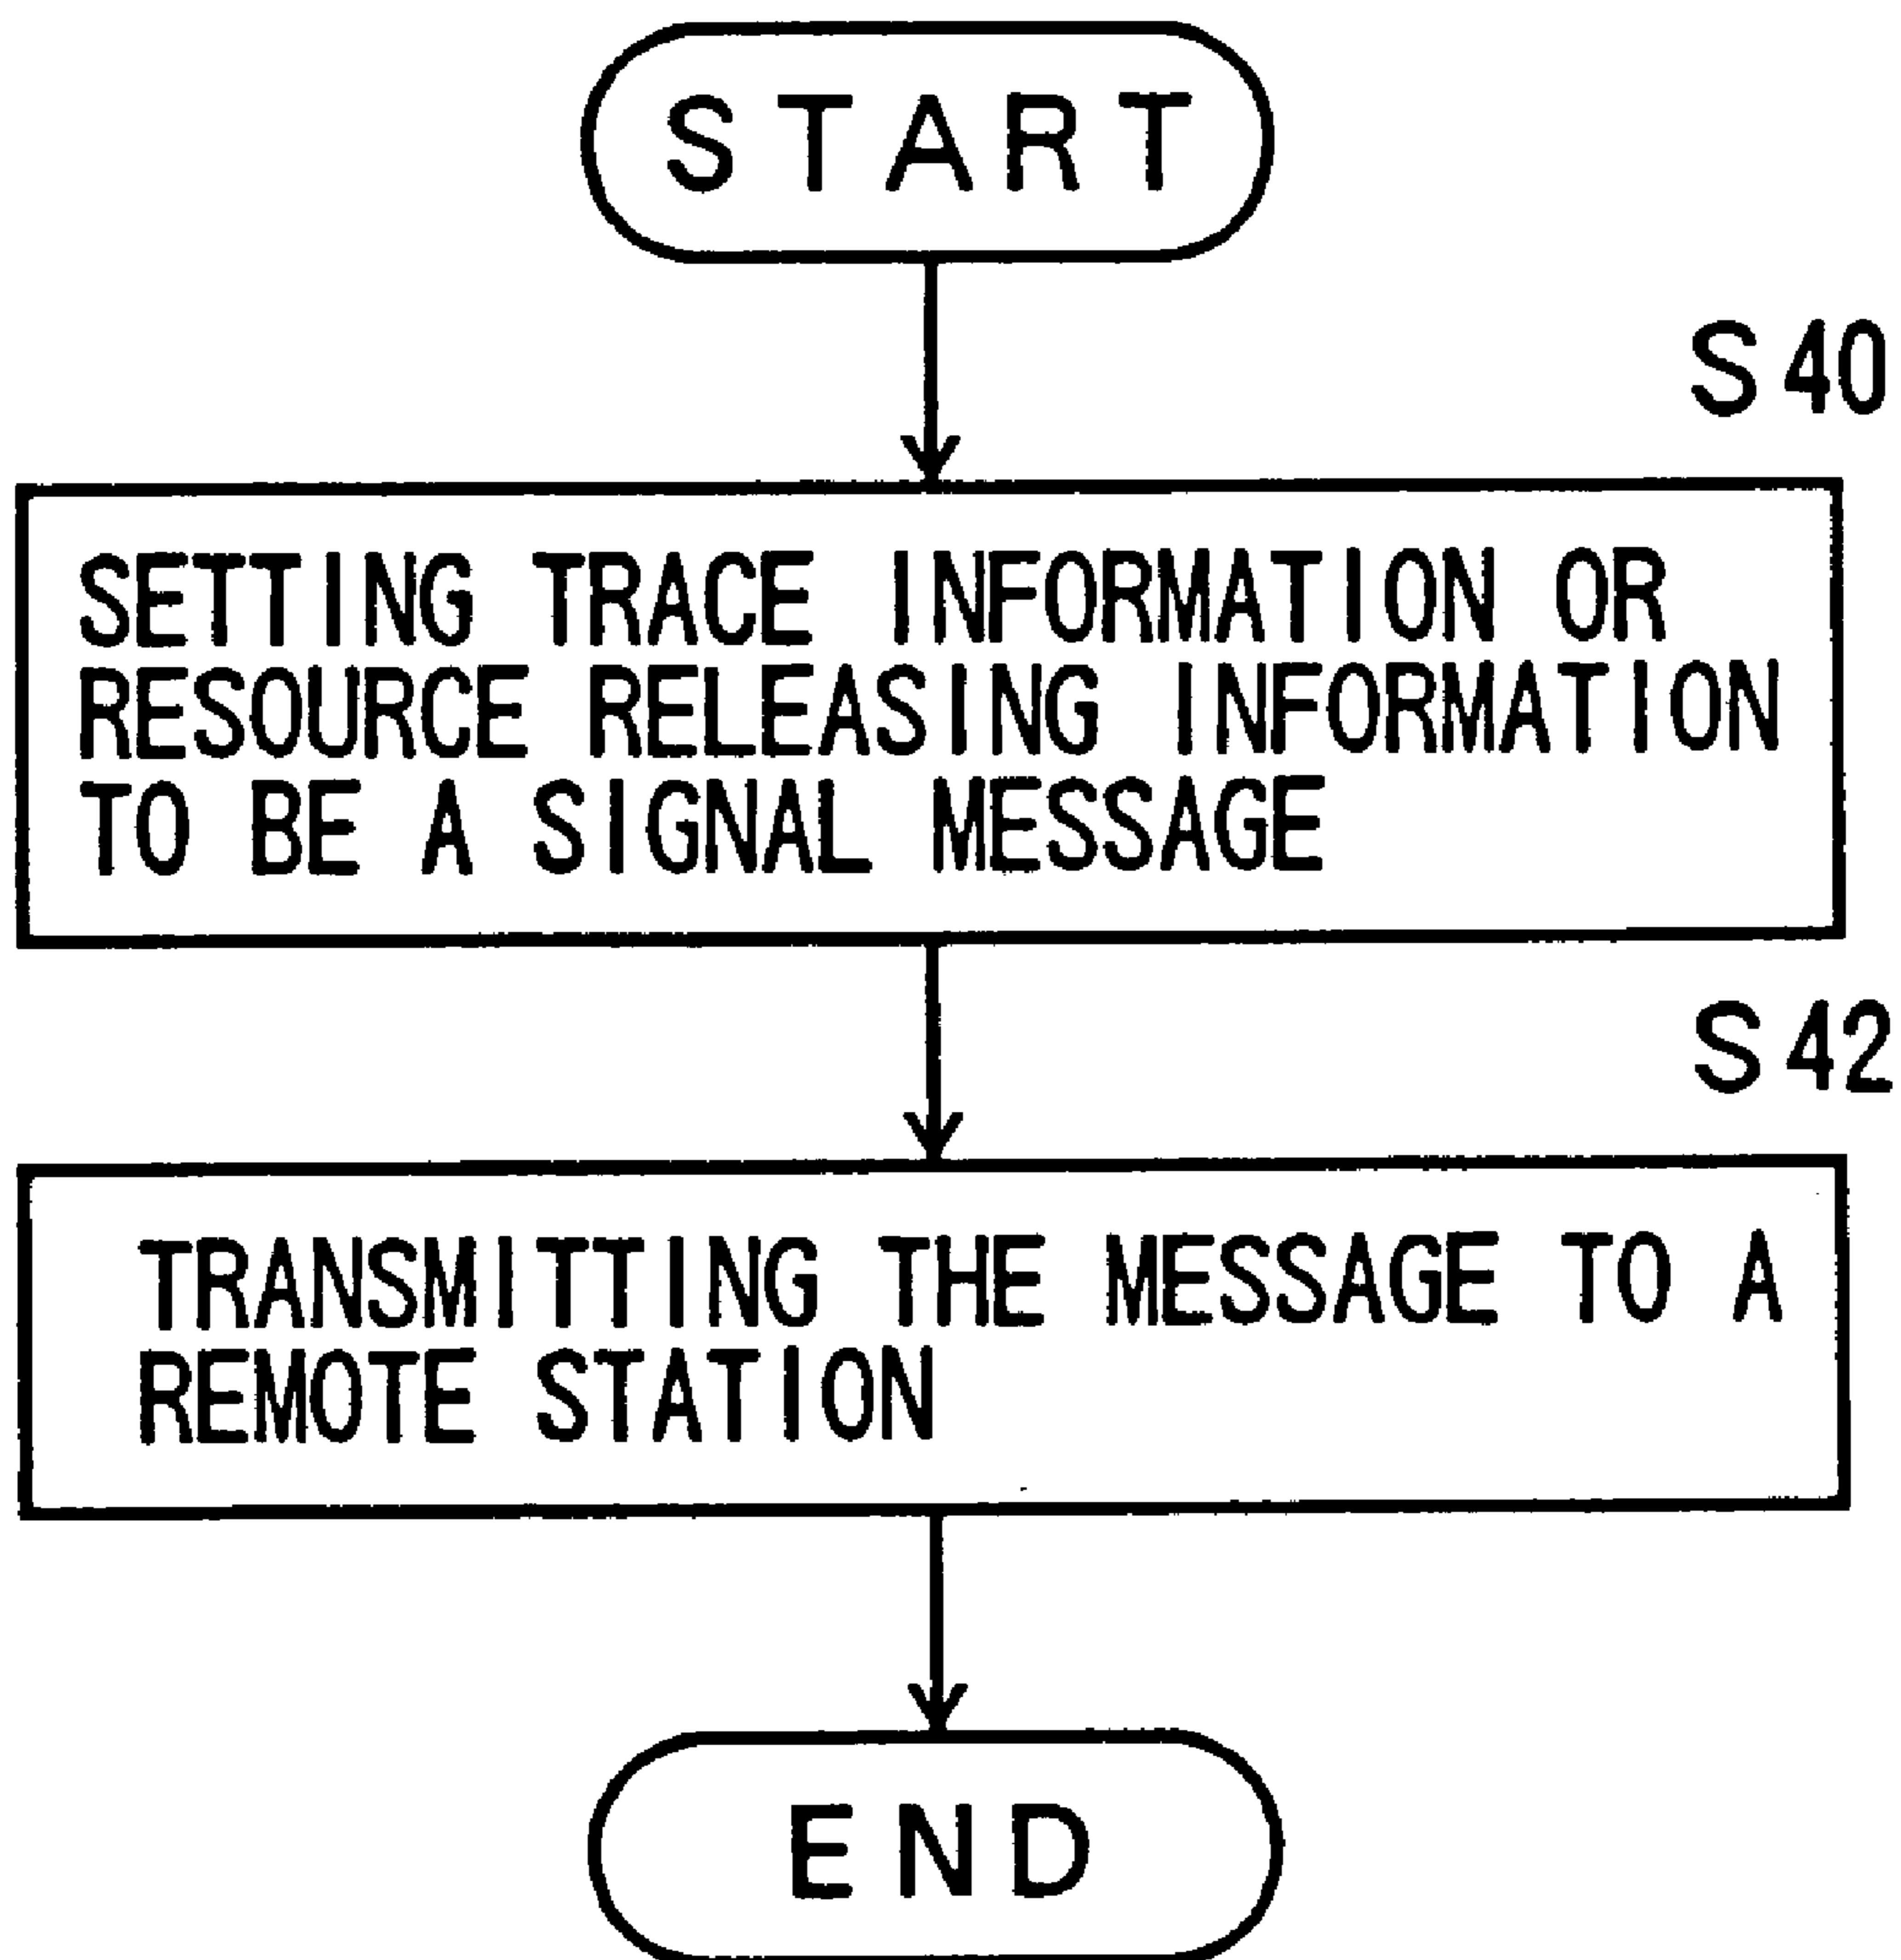 START
S40
SETTING TRACE INFORMATION OR
RESOURCE RELEASING INFORMATION
TO BE A SIGNAL MESSAGE
S42
TRANSMITTING THE MESSAGE TO A
REMOTE STATION
END